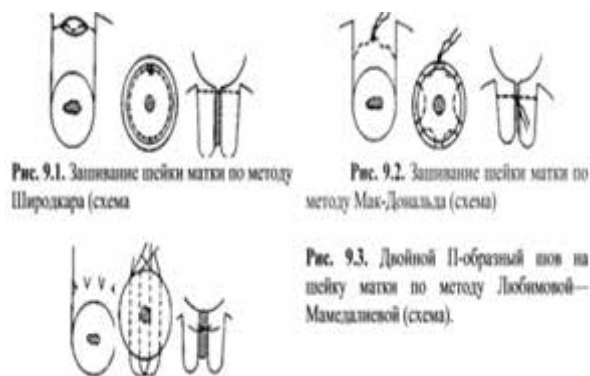 Рис. 9.1. Зашивание шейки матки по методу
Широдкара (схема
Рис. 9.2. Зашивание шейки матки по
методу Мак-Дональда (схема)
Рис. 9.3. Двойной П-образный шов на
шейку матки по методу Любимовой—
Мамедалиевой (схема).